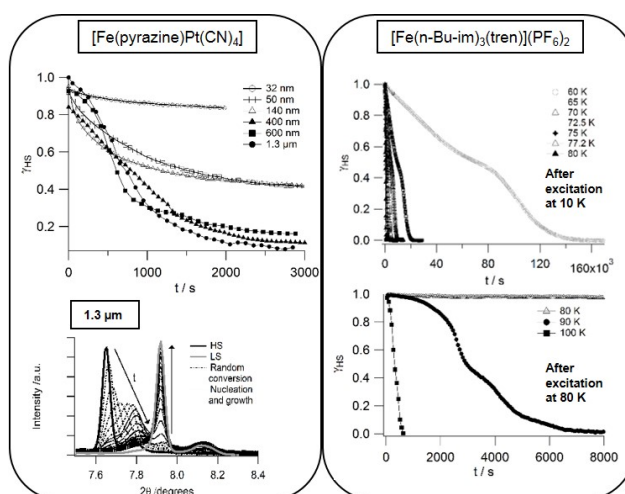 [Fe(pyrazine)Pt(CN)₄]
1.0
0.8
0.6
0.4
0.2
γHS
32 nm
50 nm
140 nm
400 nm
600 nm
1.3 µm
0
1000
2000
3000
t / s
1.3 µm
Intensity /a.u.
HS
LS
Random
conversion
Nucleation
and growth
t
7.6
7.8
8.0
8.2
8.4
2θ /degrees
[Fe(n-Bu-im)₃(tren)](PF₆)₂
1.0
0.8
0.6
0.4
0.2
0.0
γHS
60 K
65 K
70 K
72.5 K
75 K
77.2 K
80 K
After
excitation
at 10 K
0
40
80
120
160x10³
t / s
1.0
0.8
0.6
0.4
0.2
0.0
γHS
80 K
90 K
100 K
After
excitation
at 80 K
0
2000
4000
6000
8000
t / s